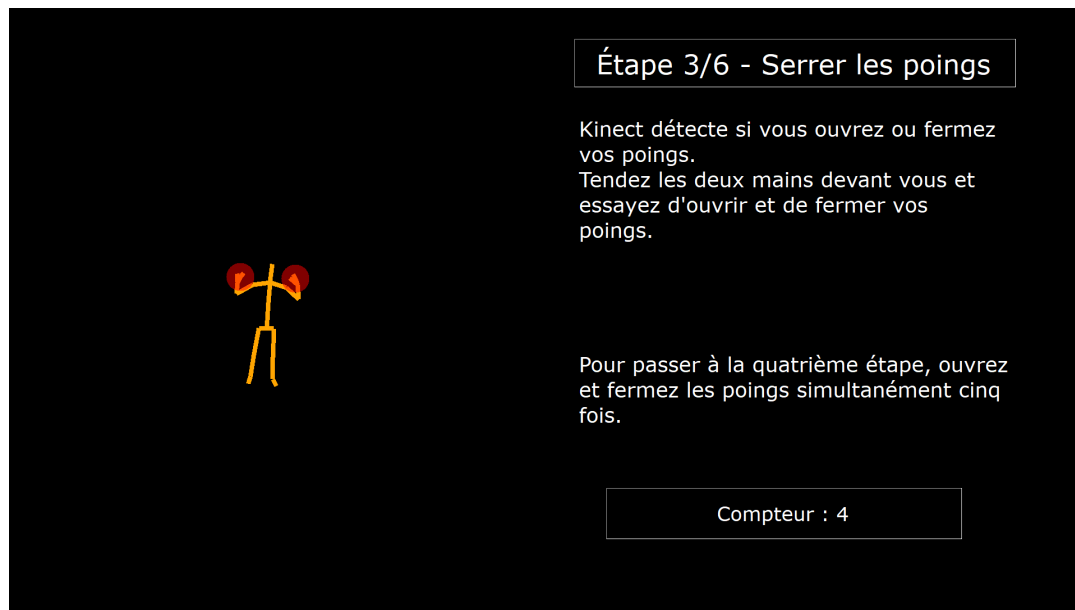 Étape 3/6 - Serrer les poings
Kinect détecte si vous ouvrez ou fermez
vos poings.
Tendez les deux mains devant vous et
essayez d'ouvrir et de fermer vos
poings.
Pour passer à la quatrième étape, ouvrez
et fermez les poings simultanément cinq
fois.
Compteur : 4